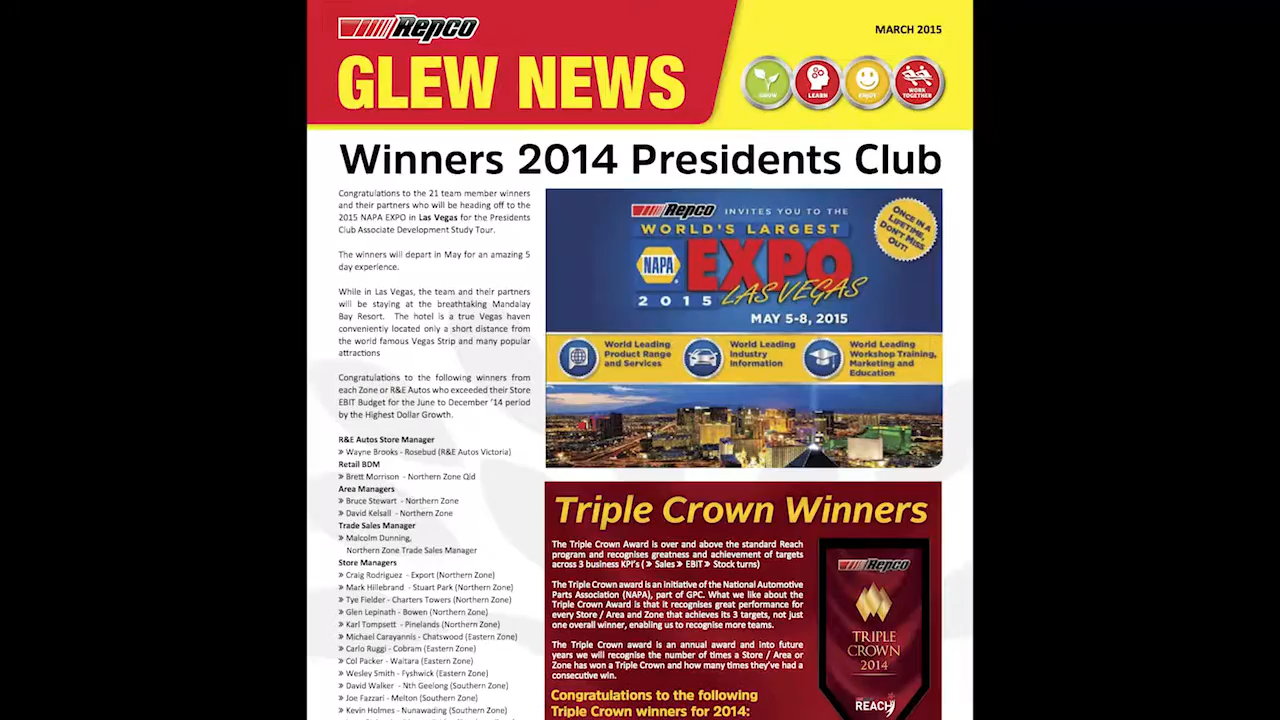 REPCO
MARCH 2015
GLEW NEWS
GROW
LEARN
ENJOY
WORK
TOGETHER
Winners 2014 Presidents Club
Congratulations to the 21 team member winners
and their partners who will be heading off to the
2015 NAPA EXPO in Las Vegas for the Presidents
Club Associate Development Study Tour.
The winners will depart in May for an amazing 5
day experience.
While in Las Vegas, the team and their partners
will be staying at the breathtaking Mandalay
Bay Resort. The hotel is a true Vegas haven
conveniently located only a short distance from
the world famous Vegas Strip and many popular
attractions
Congratulations to the following winners from
each Zone or R&E Autos who exceeded their Store
EBIT Budget for the June to December '14 period
by the Highest Dollar Growth.
R&E Autos Store Manager
» Wayne Brooks - Rosebud (R&E Autos Victoria)
Retail BDM
» Brett Morrison - Northern Zone Qld
Area Managers
» Bruce Stewart - Northern Zone
» David Kelsall - Northern Zone
Trade Sales Manager
» Malcolm Dunning,
Northern Zone Trade Sales Manager
Store Managers
» Craig Rodriguez - Export (Northern Zone)
» Mark Hillebrand - Stuart Park (Northern Zone)
» Tye Fielder - Charters Towers (Northern Zone)
» Glen Lepinath - Bowen (Northern Zone)
» Karl Tompsett - Pinelands (Northern Zone)
» Michael Carayannis - Chatswood (Eastern Zone)
» Carlo Ruggi - Cobram (Eastern Zone)
» Col Packer - Waitara (Eastern Zone)
» Wesley Smith - Fyshwick (Eastern Zone)
» David Walker - Nth Geelong (Southern Zone)
» Joe Fazzari - Melton (Southern Zone)
» Kevin Holmes - Nunawading (Southern Zone)
REPCO INVITES YOU TO THE
WORLD'S LARGEST
NAPA EXPO
2015 LAS VEGAS
MAY 5-8, 2015
ONCE IN A
LIFETIME,
DON'T MISS
OUT!
World Leading
Product Range
and Services
World Leading
Industry
Information
World Leading
Workshop Training,
Marketing and
Education
Triple Crown Winners
The Triple Crown Award is over and above the standard Reach
program and recognises greatness and achievement of targets
across 3 business KPI's ( » Sales » EBIT » Stock turns)
The Triple Crown award is an initiative of the National Automotive
Parts Association (NAPA), part of GPC. What we like about the
Triple Crown Award is that it recognises great performance for
every Store / Area and Zone that achieves its 3 targets, not just
one overall winner, enabling us to recognise more teams.
The Triple Crown award is an annual award and into future
years we will recognise the number of times a Store / Area or
Zone has won a Triple Crown and how many times they've had a
consecutive win.
Congratulations to the following
Triple Crown winners for 2014:
REPCO
TRIPLE
CROWN
2014
REACH